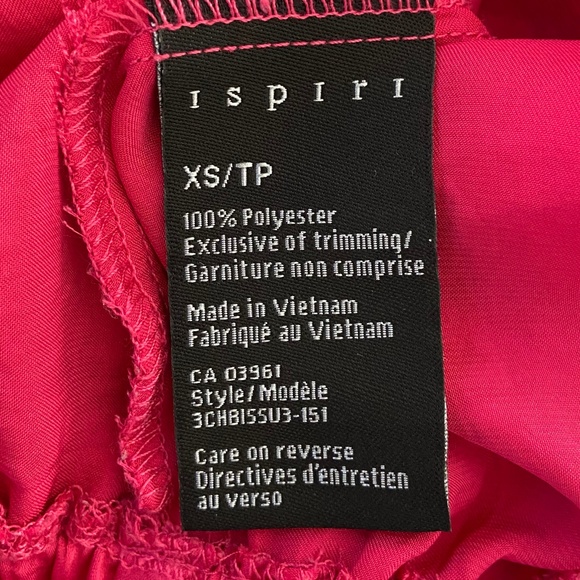 ISPIRI
XS/TP
100% Polyester
Exclusive of trimming/
Garniture non comprise
Made in Vietnam
Fabriqué au Vietnam
CA 03961
Style/Modèle
3CHBISSU3-151
Care on reverse
Directives d'entretien
au verso